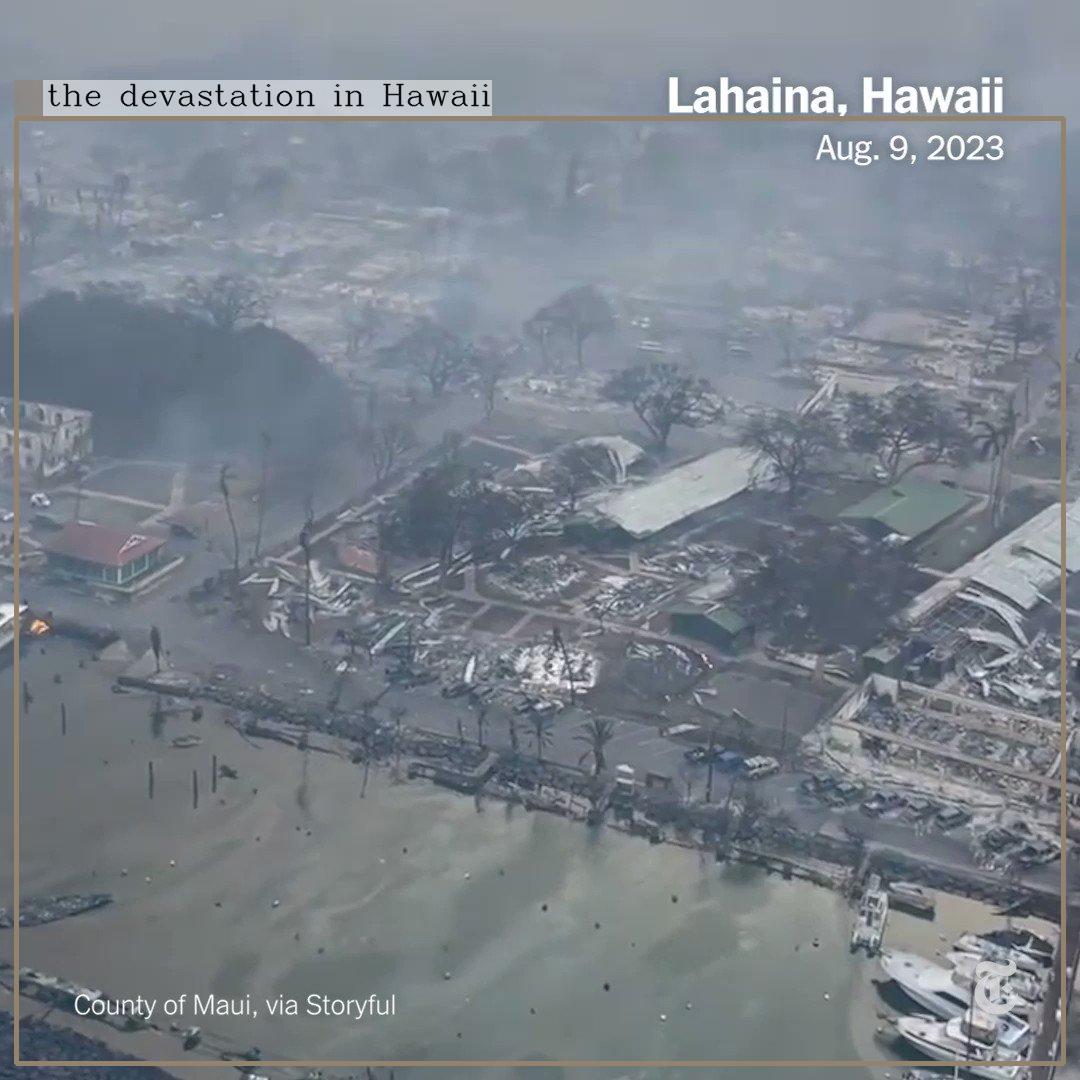 the devastation in Hawaii
Lahaina, Hawaii
Aug. 9, 2023
County of Maui, via Storyful
T